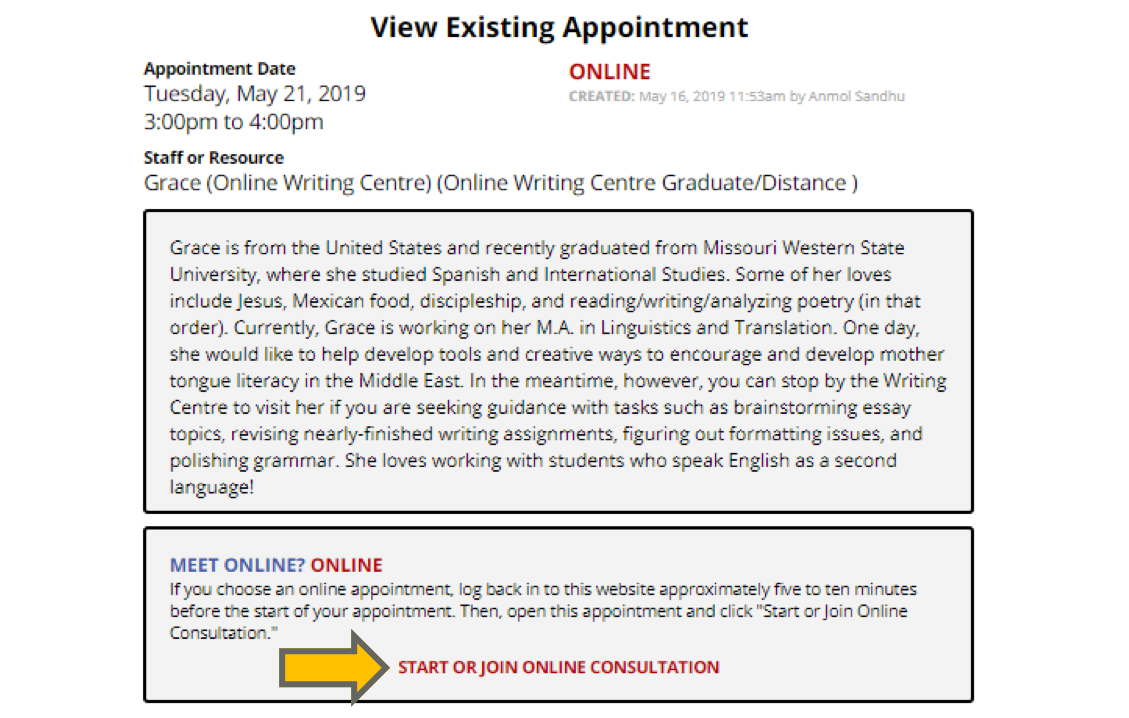 View Existing Appointment
Appointment Date
Tuesday, May 21, 2019
3:00pm to 4:00pm
ONLINE
CREATED: May 16, 2019 11:53am by Anmol Sandhu
Staff or Resource
Grace (Online Writing Centre) (Online Writing Centre Graduate/Distance )
Grace is from the United States and recently graduated from Missouri Western State
University, where she studied Spanish and International Studies. Some of her loves
include Jesus, Mexican food, discipleship, and reading/writing/analyzing poetry (in that
order). Currently, Grace is working on her M.A. in Linguistics and Translation. One day,
she would like to help develop tools and creative ways to encourage and develop mother
tongue literacy in the Middle East. In the meantime, however, you can stop by the Writing
Centre to visit her if you are seeking guidance with tasks such as brainstorming essay
topics, revising nearly-finished writing assignments, figuring out formatting issues, and
polishing grammar. She loves working with students who speak English as a second
language!
MEET ONLINE? ONLINE
If you choose an online appointment, log back in to this website approximately five to ten minutes
before the start of your appointment. Then, open this appointment and click "Start or Join Online
Consultation."
START OR JOIN ONLINE CONSULTATION